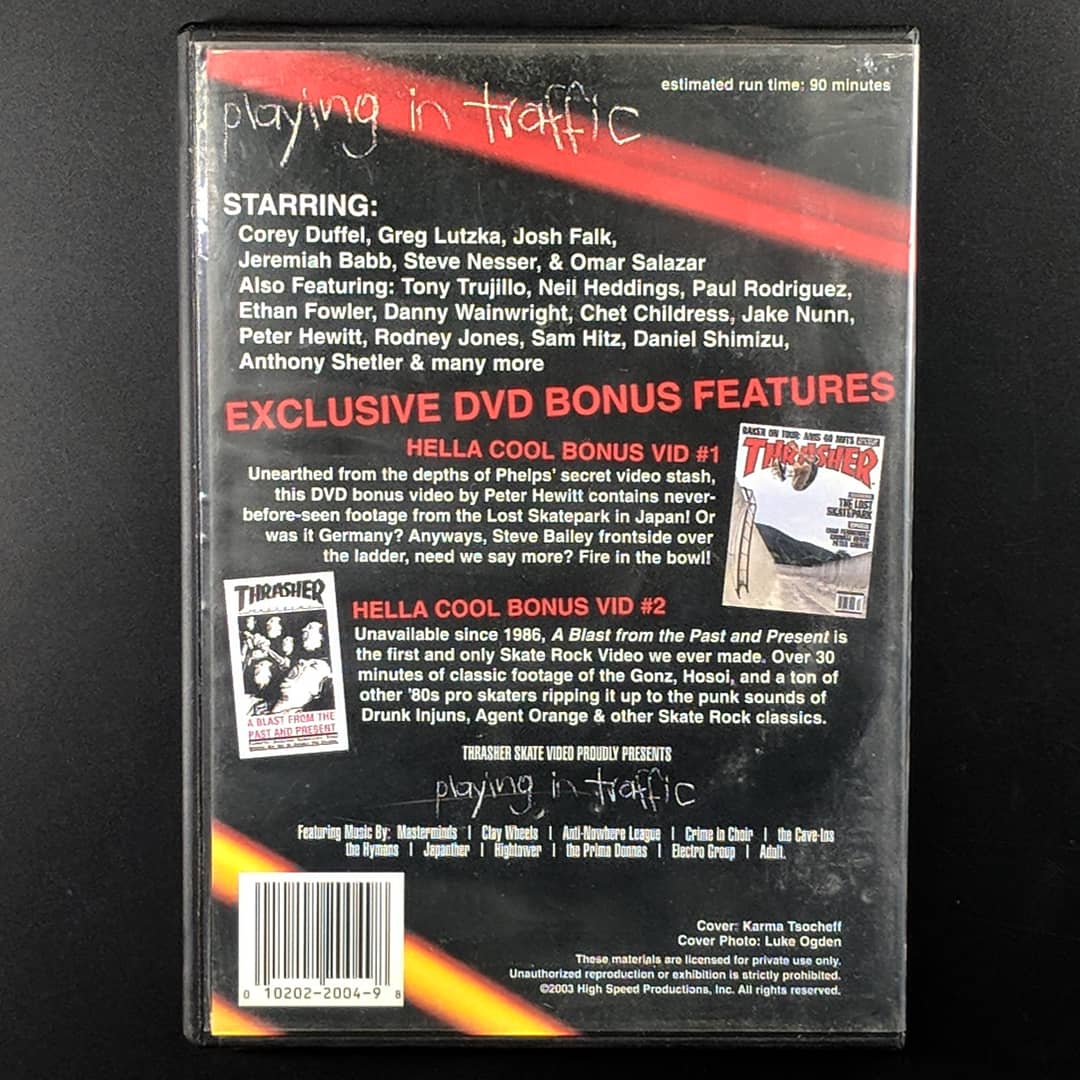 estimated run time: 90 minutes
playing in traffic
STARRING:
Corey Duffel, Greg Lutzka, Josh Falk,
Jeremiah Babb, Steve Nesser, & Omar Salazar
Also Featuring: Tony Trujillo, Neil Heddings, Paul Rodriguez,
Ethan Fowler, Danny Wainwright, Chet Childress, Jake Nunn,
Peter Hewitt, Rodney Jones, Sam Hitz, Daniel Shimizu,
Anthony Shetler & many more
EXCLUSIVE DVD BONUS FEATURES
HELLA COOL BONUS VID #1
Unearthed from the depths of Phelps' secret video stash,
this DVD bonus video by Peter Hewitt contains never-
before-seen footage from the Lost Skatepark in Japan! Or
was it Germany? Anyways, Steve Bailey frontside over
the ladder, need we say more? Fire in the bowl!
THRASHER
THE LOST
SKATEPARK
THRASHER
A BLAST FROM THE
PAST AND PRESENT
HELLA COOL BONUS VID #2
Unavailable since 1986, A Blast from the Past and Present is
the first and only Skate Rock Video we ever made. Over 30
minutes of classic footage of the Gonz, Hosoi, and a ton of
other '80s pro skaters ripping it up to the punk sounds of
Drunk Injuns, Agent Orange & other Skate Rock classics.
THRASHER SKATE VIDEO PROUDLY PRESENTS
playing in traffic
Featuring Music By: Masterminds | Clay Wheels | Anti-Nowhere League | Crime in Choir | the Cave-Ins
the Hymans | Japanther | Hightower | the Prima Donnas | Electro Group | Adult.
Cover: Karma Tsocheff
Cover Photo: Luke Ogden
These materials are licensed for private use only.
Unauthorized reproduction or exhibition is strictly prohibited.
©2003 High Speed Productions, Inc. All rights reserved.
0 10202-2004-9 8